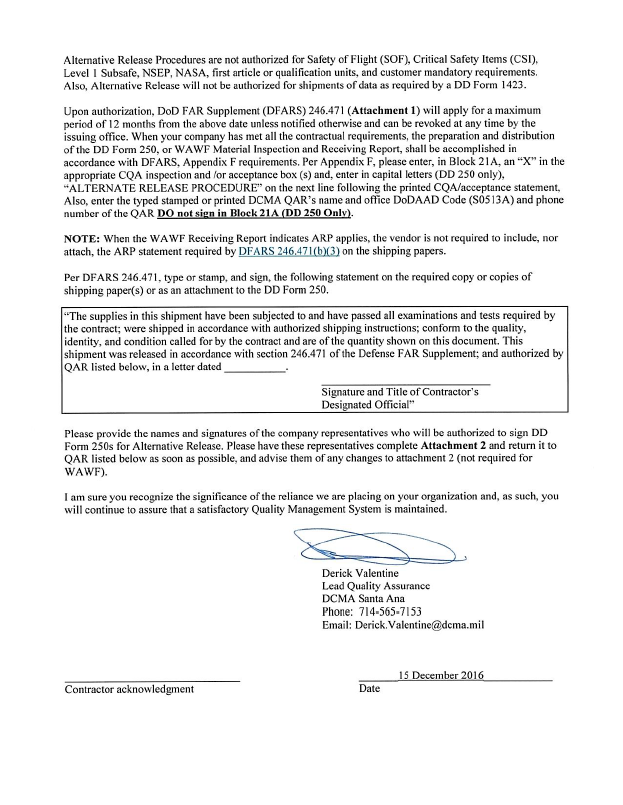 Alternative Release Procedures are not authorized for Safety of Flight (SOF), Critical Safety Items (CSI),
Level 1 Subsafe, NSEP, NASA, first article or qualification units, and customer mandatory requirements.
Also, Alternative Release will not be authorized for shipments of data as required by a DD Form 1423.
Upon authorization, DoD FAR Supplement (DFARS) 246.471 (Attachment 1) will apply for a maximum
period of 12 months from the above date unless notified otherwise and can be revoked at any time by the
issuing office. When your company has met all the contractual requirements, the preparation and distribution
of the DD Form 250, or WAWF Material Inspection and Receiving Report, shall be accomplished in
accordance with DFARS, Appendix F requirements. Per Appendix F, please enter, in Block 21A, an “X” in the
appropriate CQA inspection and /or acceptance box (s) and, enter in capital letters (DD 250 only),
“ALTERNATE RELEASE PROCEDURE” on the next line following the printed CQA/acceptance statement,
Also, enter the typed stamped or printed DCMA QAR’s name and office DoDAAD Code (S0513A) and phone
number of the QAR DO not sign in Block 21A (DD 250 Only).
NOTE: When the WAWF Receiving Report indicates ARP applies, the vendor is not required to include, nor
attach, the ARP statement required by DFARS 246.471(b)(3) on the shipping papers.
Per DFARS 246.471, type or stamp, and sign, the following statement on the required copy or copies of
shipping paper(s) or as an attachment to the DD Form 250.
“The supplies in this shipment have been subjected to and have passed all examinations and tests required by
the contract; were shipped in accordance with authorized shipping instructions; conform to the quality,
identity, and condition called for by the contract and are of the quantity shown on this document. This
shipment was released in accordance with section 246.471 of the Defense FAR Supplement; and authorized by
QAR listed below, in a letter dated ___________.
Signature and Title of Contractor’s
Designated Official”
Please provide the names and signatures of the company representatives who will be authorized to sign DD
Form 250s for Alternative Release. Please have these representatives complete Attachment 2 and return it to
QAR listed below as soon as possible, and advise them of any changes to attachment 2 (not required for
WAWF).
I am sure you recognize the significance of the reliance we are placing on your organization and, as such, you
will continue to assure that a satisfactory Quality Management System is maintained.
Derick Valentine
Lead Quality Assurance
DCMA Santa Ana
Phone: 714-565-7153
Email: Derick.Valentine@dcma.mil
15 December 2016
Contractor acknowledgment
Date